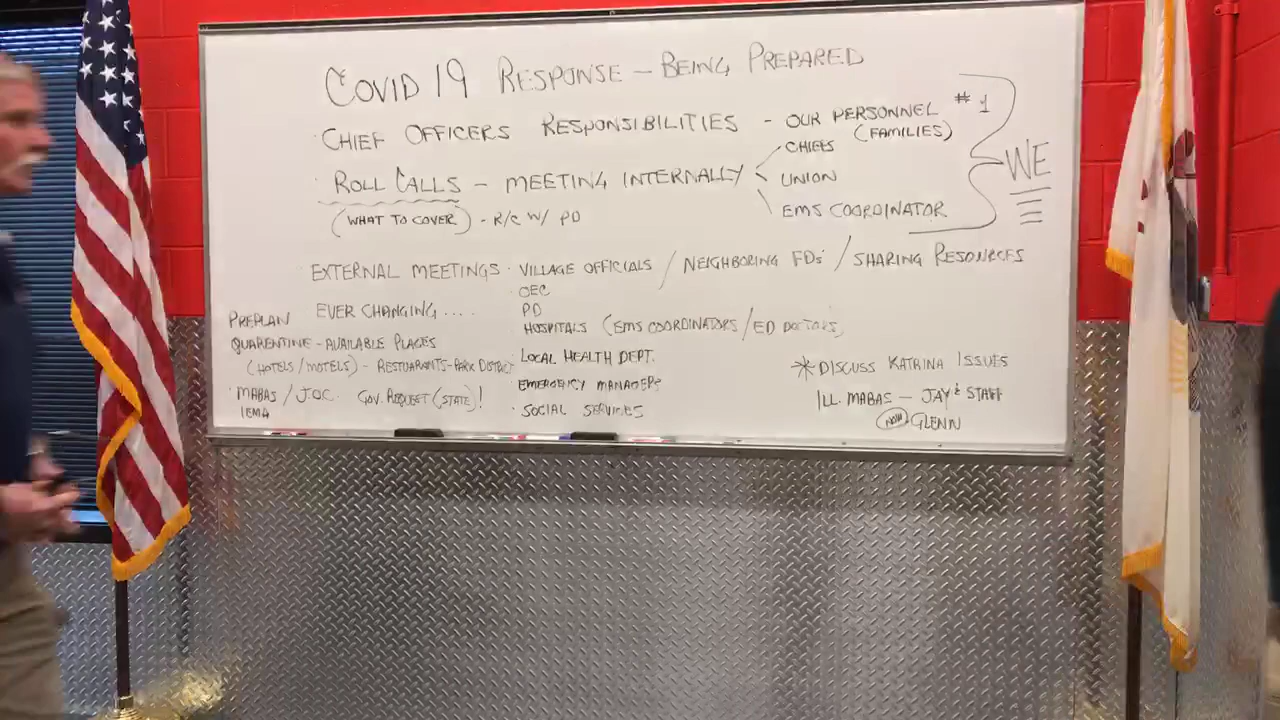 COVID 19 RESPONSE - BEING PREPARED
CHIEF OFFICERS RESPONSIBILITIES - OUR PERSONNEL #1
(FAMILIES)
ROLL CALLS - MEETING INTERNALLY
CHIEFS
UNION
EMS COORDINATOR
WE
(WHAT TO COVER) - R/C W/ PD
EXTERNAL MEETINGS · VILLAGE OFFICIALS / NEIGHBORING FDs / SHARING RESOURCES
OEC
PD
HOSPITALS (EMS COORDINATORS / ED DOCTORS)
LOCAL HEALTH DEPT.
EMERGENCY MANAGERS
· SOCIAL SERVICES
EVER CHANGING ....
PREPLAN
QUARENTINE - AVAILABLE PLACES
(HOTELS / MOTELS) - RESTUARANTS - PARK DISTRICT
· MABAS / J.O.C. GOV. REQUEST (STATE)!
IEMA
* DISCUSS KATRINA ISSUES
ILL. MABAS - JAY & STAFF
NOW GLENN